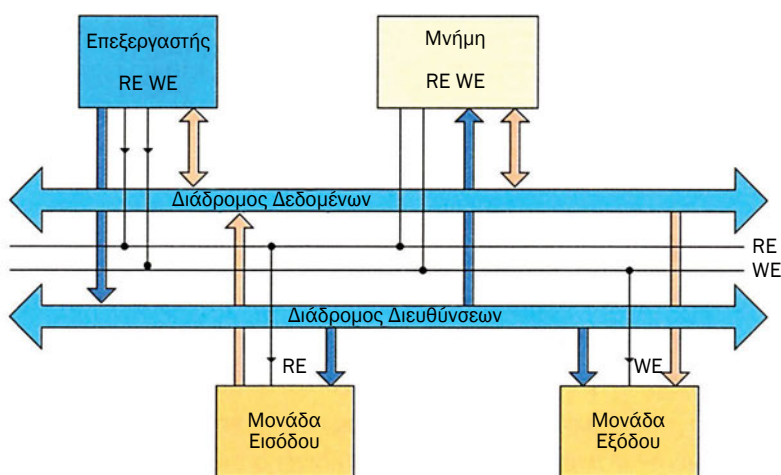 Επεξεργαστής
RE WE
Μνήμη
RE WE
Διάδρομος Δεδομένων
RE
WE
Διάδρομος Διευθύνσεων
RE
WE
Μονάδα
Εισόδου
Μονάδα
Εξόδου